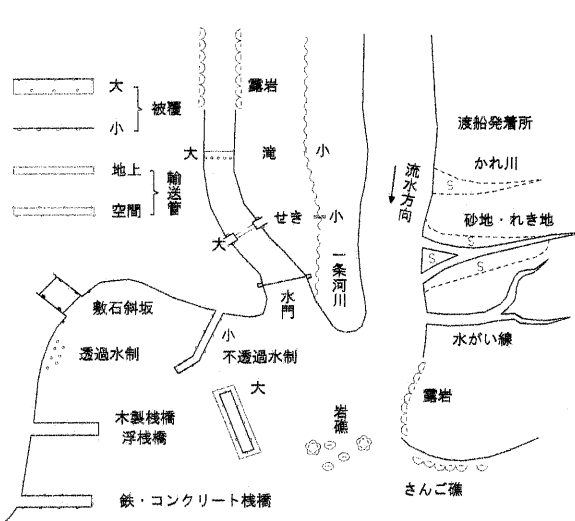 大
被覆
小
地上
輸送管
空間
露岩
大
滝
小
せき
小
大
一条河川
水門
流水方向
渡船発着所
かれ川
S
砂地・れき地
S
S
S
水がい線
敷石斜坂
透過水制
小
不透過水制
大
木製桟橋
浮桟橋
鉄・コンクリート桟橋
岩礁
露岩
さんご礁